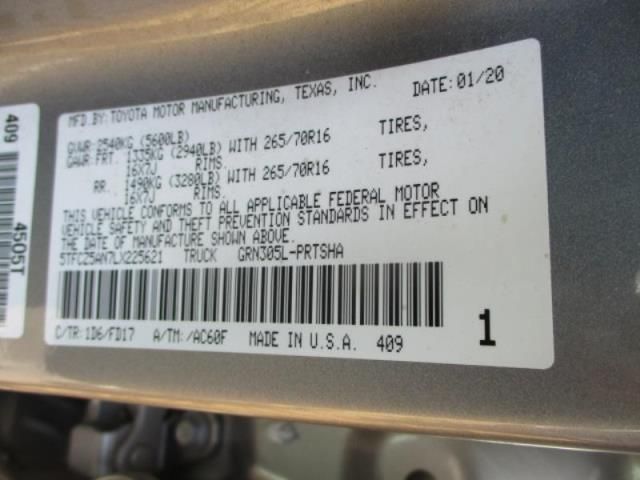 MFD.BY: TOYOTA MOTOR MANUFACTURING, TEXAS, INC. DATE: 01/20
GVWR: 2540KG (5600LB)
GAWR: FRT. 1335KG (2940LB) WITH 265/70R16 TIRES,
16X7J RIMS.
RR. 1490KG (3280LB) WITH 265/70R16 TIRES,
16X7J RIMS.
THIS VEHICLE CONFORMS TO ALL APPLICABLE FEDERAL MOTOR
VEHICLE SAFETY AND THEFT PREVENTION STANDARDS IN EFFECT ON
THE DATE OF MANUFACTURE SHOWN ABOVE.
5TFCZ5AN7LX225621 TRUCK GRN305L-PRTSHA
C/TR: 1D6/FD17 A/TM: /AC60F MADE IN U.S.A. 409 1
409 4505T